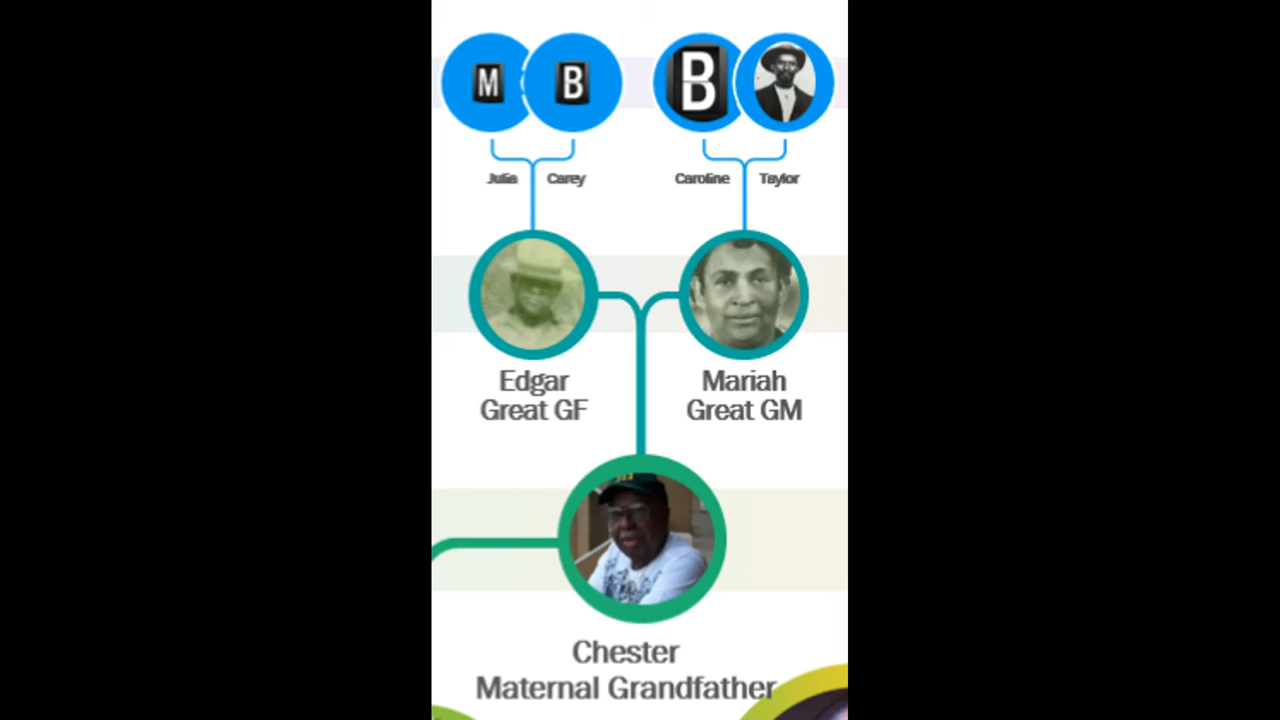 M B B
Julia Carey Caroline Taylor
Edgar Mariah
Great GF Great GM
Chester
Maternal Grandfather